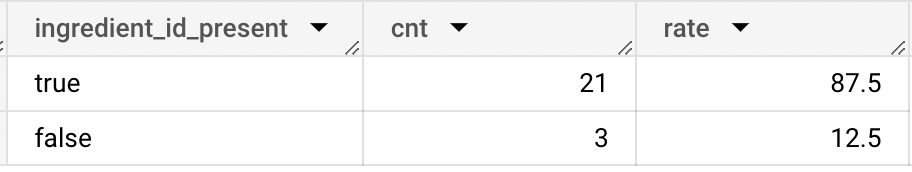 ingredient_id_present cnt rate
true 21 87.5
false 3 12.5